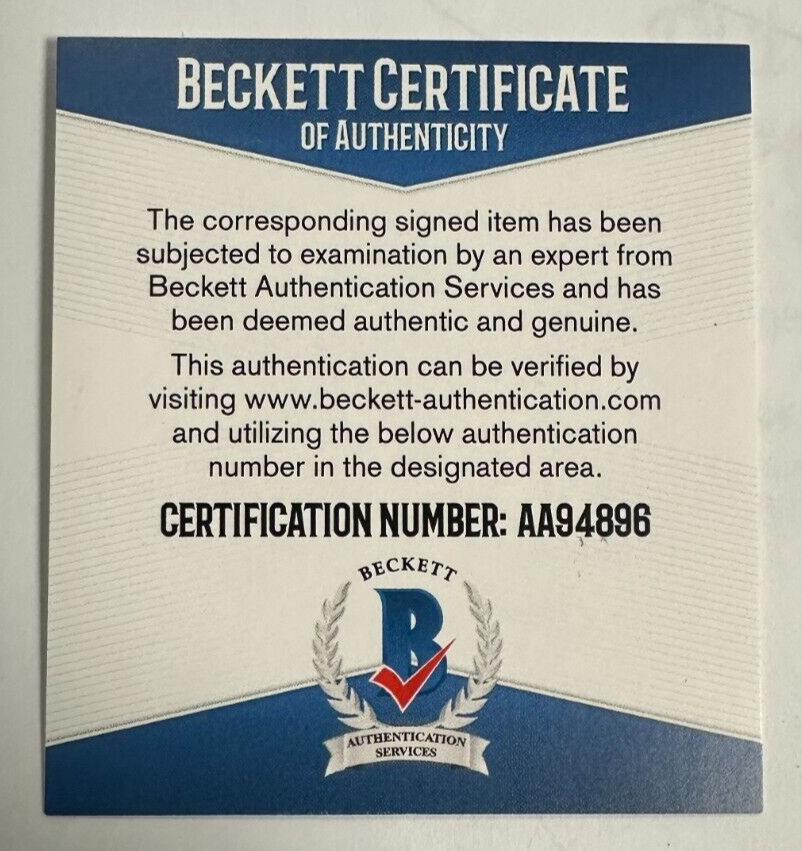 BECKETT CERTIFICATE
OF AUTHENTICITY
The corresponding signed item has been
subjected to examination by an expert from
Beckett Authentication Services and has
been deemed authentic and genuine.
This authentication can be verified by
visiting www.beckett-authentication.com
and utilizing the below authentication
number in the designated area.
CERTIFICATION NUMBER: AA94896
BECKETT
B
AUTHENTICATION
SERVICES